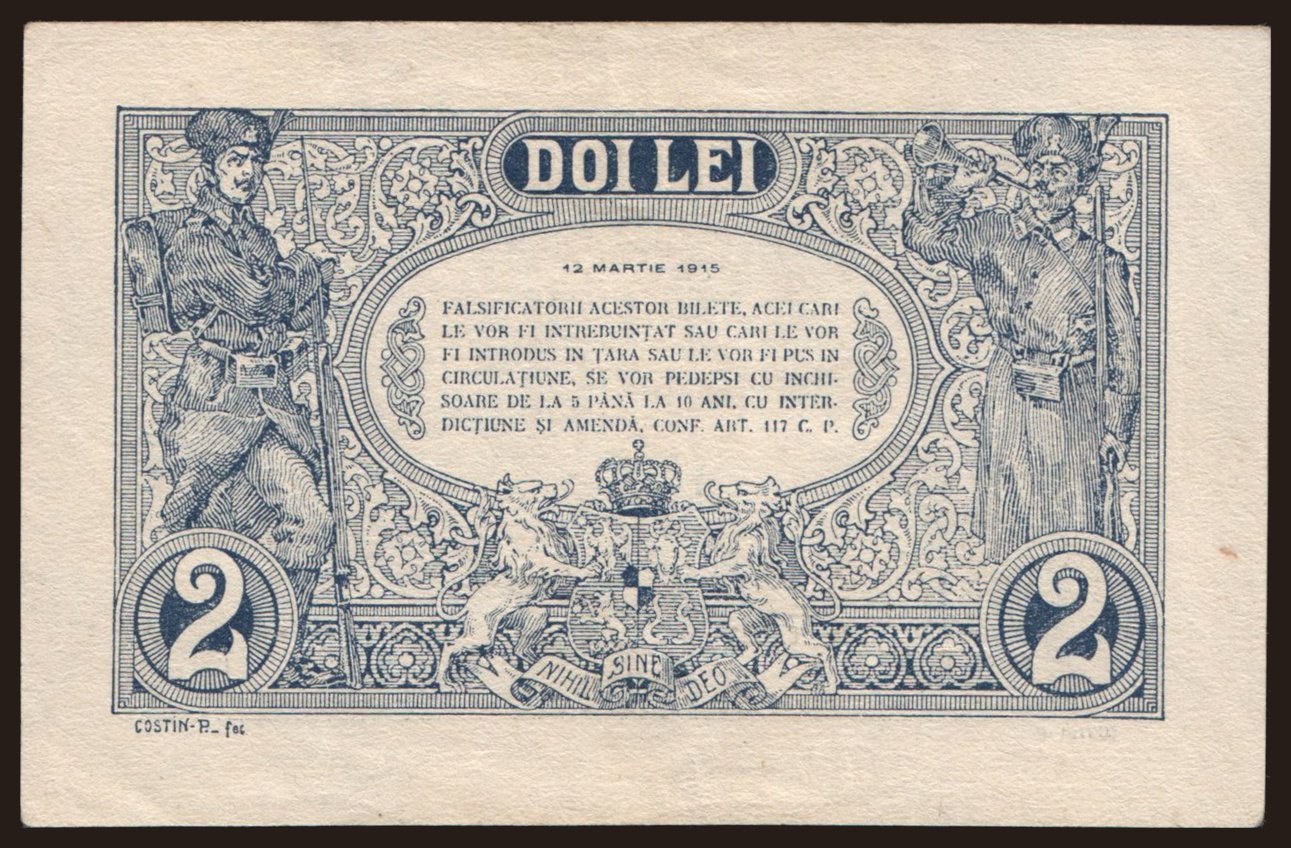 DOI LEI
12 MARTIE 1915
FALSIFICATORII ACESTOR BILETE, ACEI CARI
LE VOR FI INTREBUINȚAT SAU CARI LE VOR
FI INTRODUS IN ȚARA SAU LE VOR FI PUS IN
CIRCULAȚIUNE, SE VOR PEDEPSI CU INCHI-
SOARE DE LA 5 PÂNĂ LA 10 ANI, CU INTER-
DICȚIUNE ȘI AMENDĂ, CONF. ART. 117 C. P.
2
2
NIHIL SINE DEO
COSTIN-P. fec